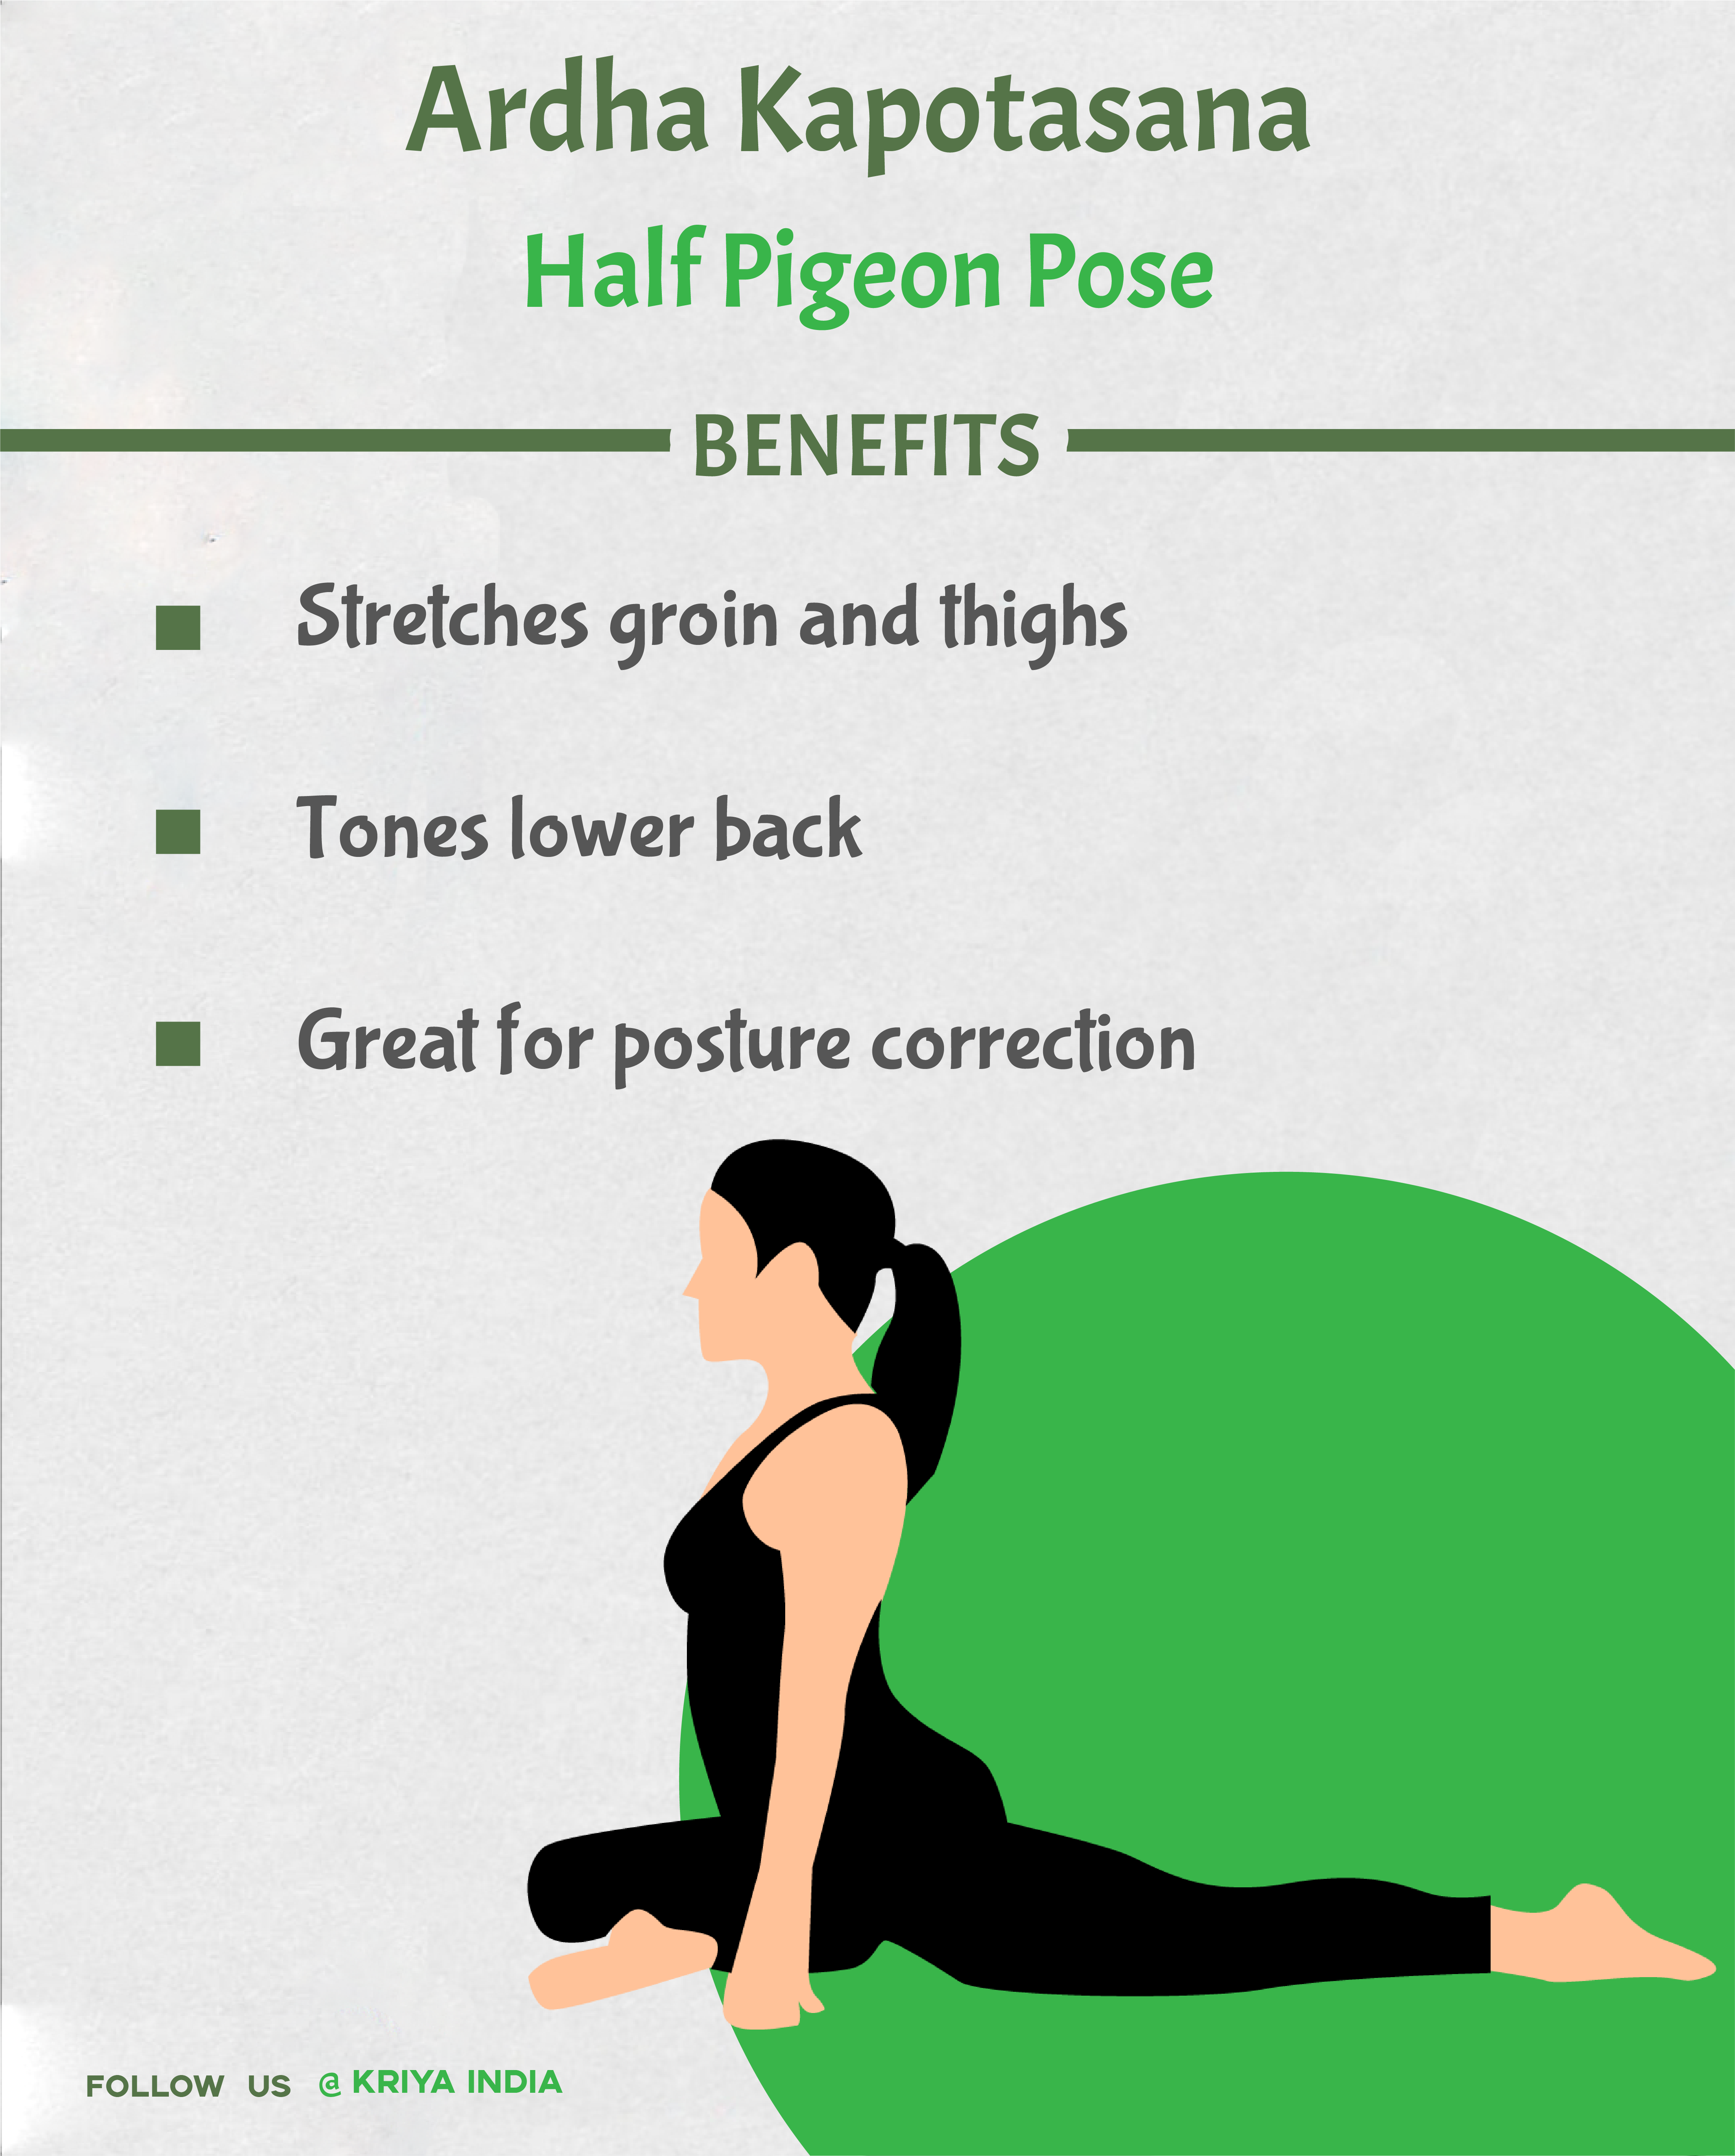 Ardha Kapotasana
Half Pigeon Pose
BENEFITS
Stretches groin and thighs
Tones lower back
Great for posture correction
FOLLOW US @ KRIYA INDIA